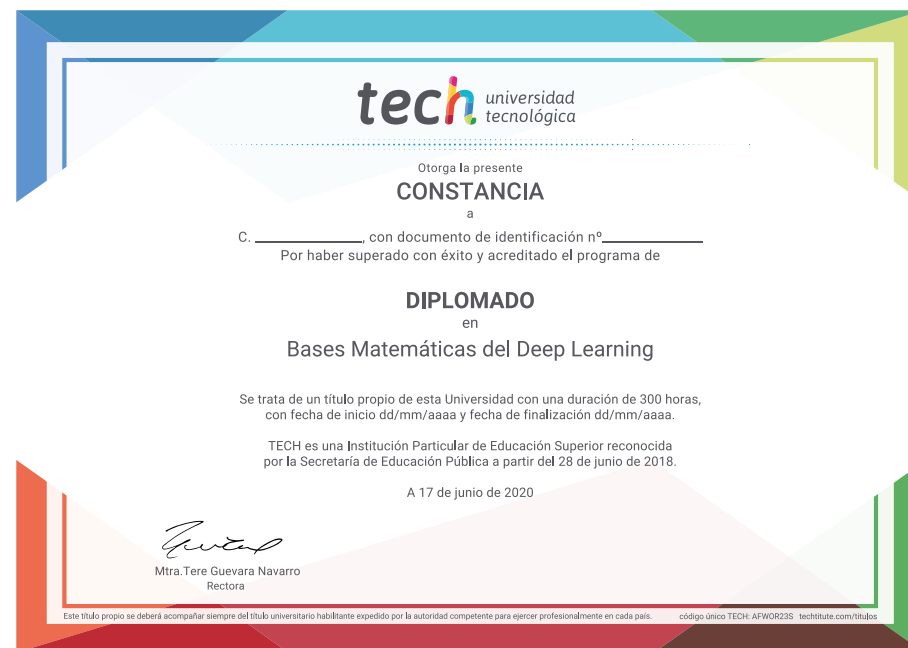 tech universidad
tecnológica
Otorga la presente
CONSTANCIA
a
C. ____________, con documento de identificación nº____________
Por haber superado con éxito y acreditado el programa de
DIPLOMADO
en
Bases Matemáticas del Deep Learning
Se trata de un título propio de esta Universidad con una duración de 300 horas,
con fecha de inicio dd/mm/aaaa y fecha de finalización dd/mm/aaaa.
TECH es una Institución Particular de Educación Superior reconocida
por la Secretaría de Educación Pública a partir del 28 de junio de 2018.
A 17 de junio de 2020
Mtra.Tere Guevara Navarro
Rectora
Este título propio se deberá acompañar siempre del título universitario habilitante expedido por la autoridad competente para ejercer profesionalmente en cada país. código único TECH: AFWOR23S techtitute.com/titulos